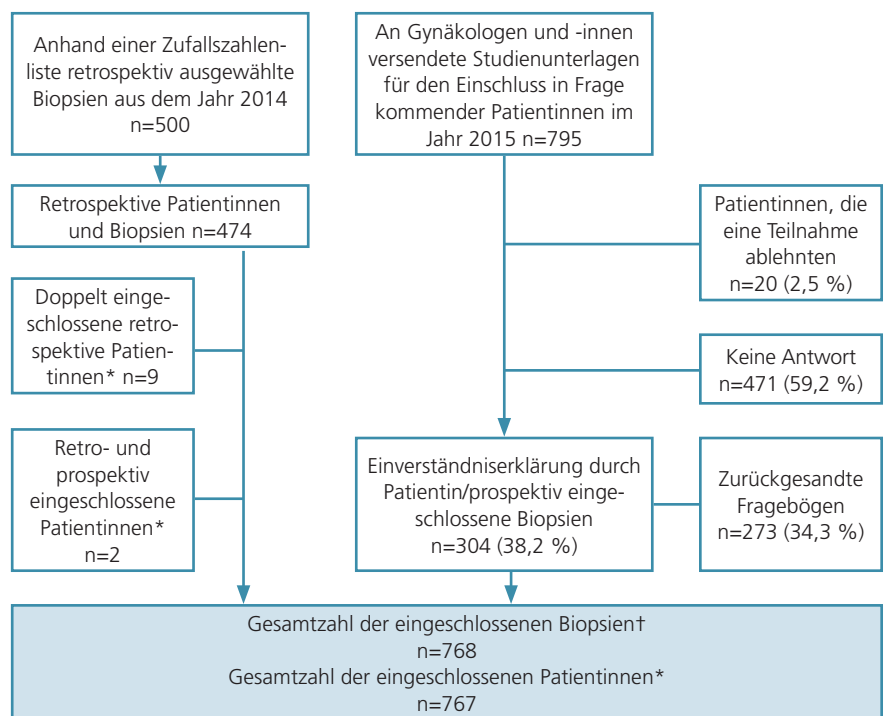 Anhand einer Zufallszahlen-
liste retrospektiv ausgewählte
Biopsien aus dem Jahr 2014
n=500
An Gynäkologen und -innen
versendete Studienunterlagen
für den Einschluss in Frage
kommender Patientinnen im
Jahr 2015 n=795
Retrospektive Patientinnen
und Biopsien n=474
Patientinnen, die
eine Teilnahme
ablehnten
n=20 (2,5 %)
Doppelt einge-
schlossene retro-
spektive Patien-
tinnen* n=9
Keine Antwort
n=471 (59,2 %)
Retro- und
prospektiv
eingeschlossene
Patientinnen*
n=2
Einverständniserklärung durch
Patientin/prospektiv einge-
schlossene Biopsien
n=304 (38,2 %)
Zurückgesandte
Fragebögen
n=273 (34,3 %)
Gesamtzahl der eingeschlossenen Biopsien†
n=768
Gesamtzahl der eingeschlossenen Patientinnen*
n=767